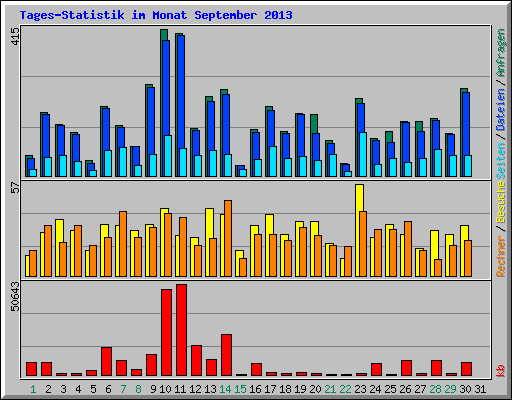 Tages-Statistik im Monat September 2013
415
57
50643
Rechner / Besuche Seiten / Dateien / Anfragen
kb
1 2 3 4 5 6 7 8 9 10 11 12 13 14 15 16 17 18 19 20 21 22 23 24 25 26 27 28 29 30 31